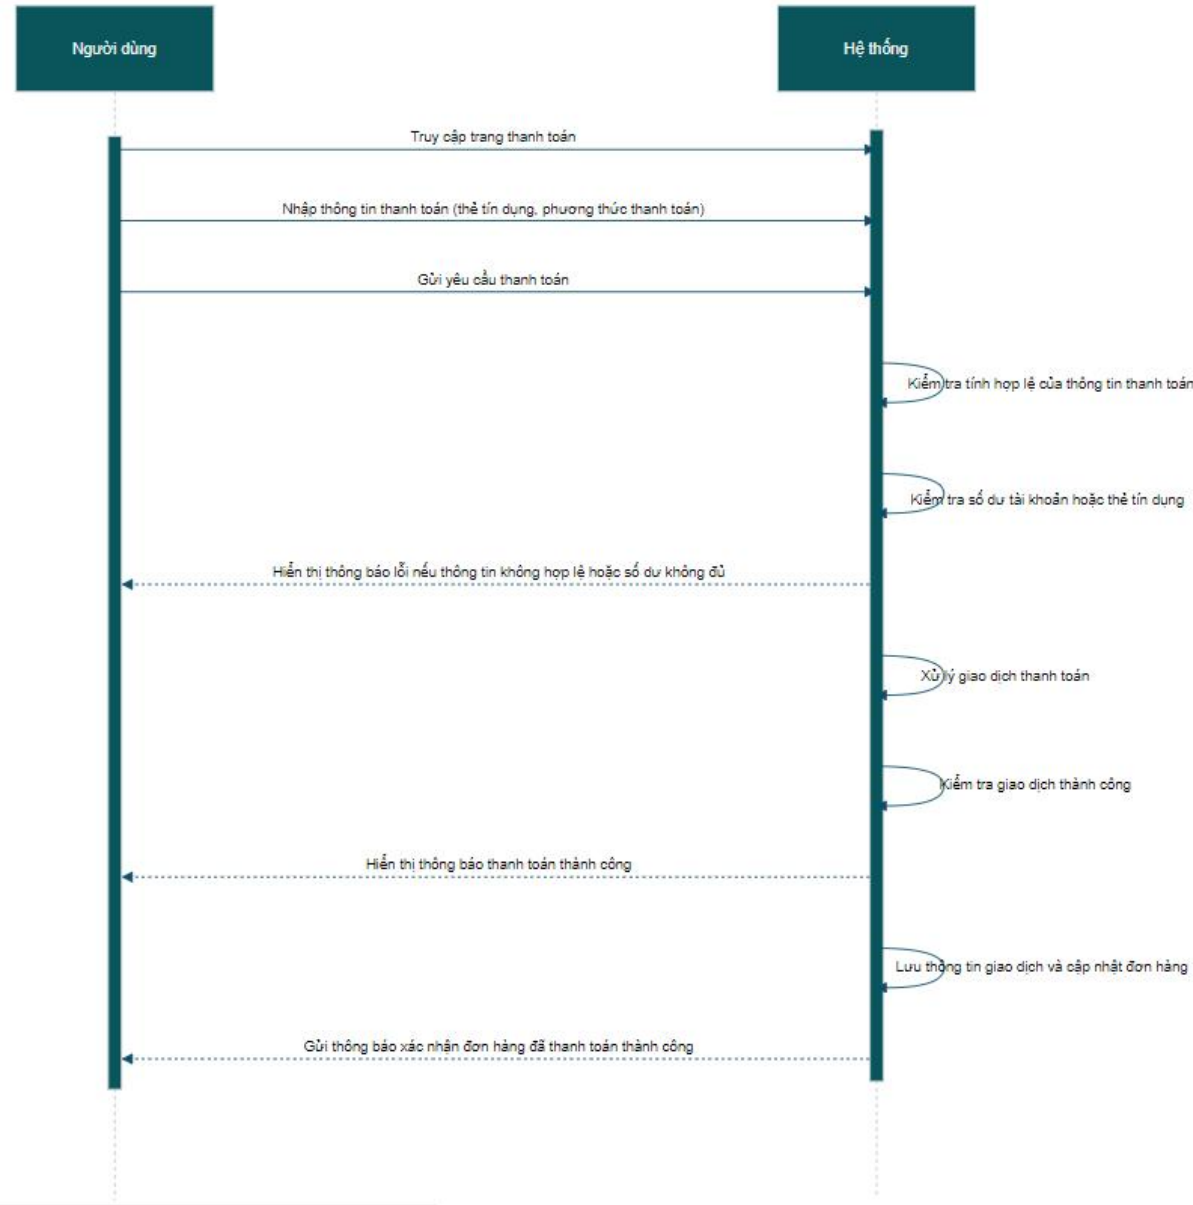 Người dùng
Hệ thống
Truy cập trang thanh toán
Nhập thông tin thanh toán (thẻ tín dụng, phương thức thanh toán)
Gửi yêu cầu thanh toán
Kiểm tra tính hợp lệ của thông tin thanh toán
Kiểm tra số dư tài khoản hoặc thẻ tín dụng
Hiển thị thông báo lỗi nếu thông tin không hợp lệ hoặc số dư không đủ
Xử lý giao dịch thanh toán
Kiểm tra giao dịch thành công
Hiển thị thông báo thanh toán thành công
Lưu thông tin giao dịch và cập nhật đơn hàng
Gửi thông báo xác nhận đơn hàng đã thanh toán thành công